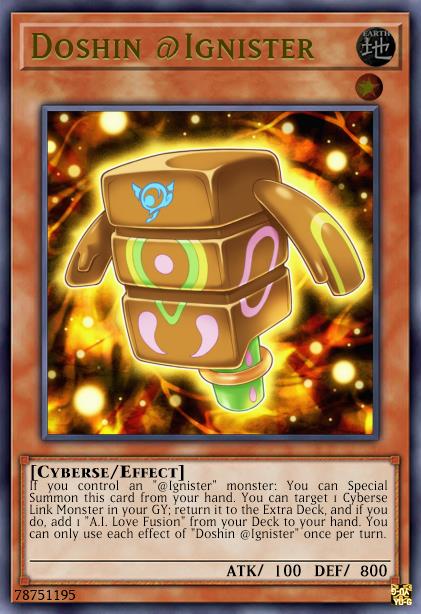 Doshin @Ignister
EARTH
地
[Cyberse/Effect]
If you control an "@Ignister" monster: You can Special
Summon this card from your hand. You can target 1 Cyberse
Link Monster in your GY; return it to the Extra Deck, and if you
do, add 1 "A.I. Love Fusion" from your Deck to your hand. You
can only use each effect of "Doshin @Ignister" once per turn.
ATK/ 100 DEF/ 800
78751195